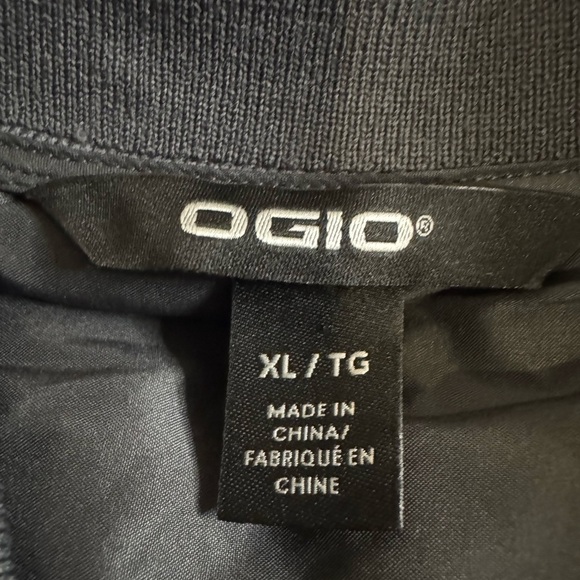 OGIO®
XL / TG
MADE IN
CHINA/
FABRIQUÉ EN
CHINE